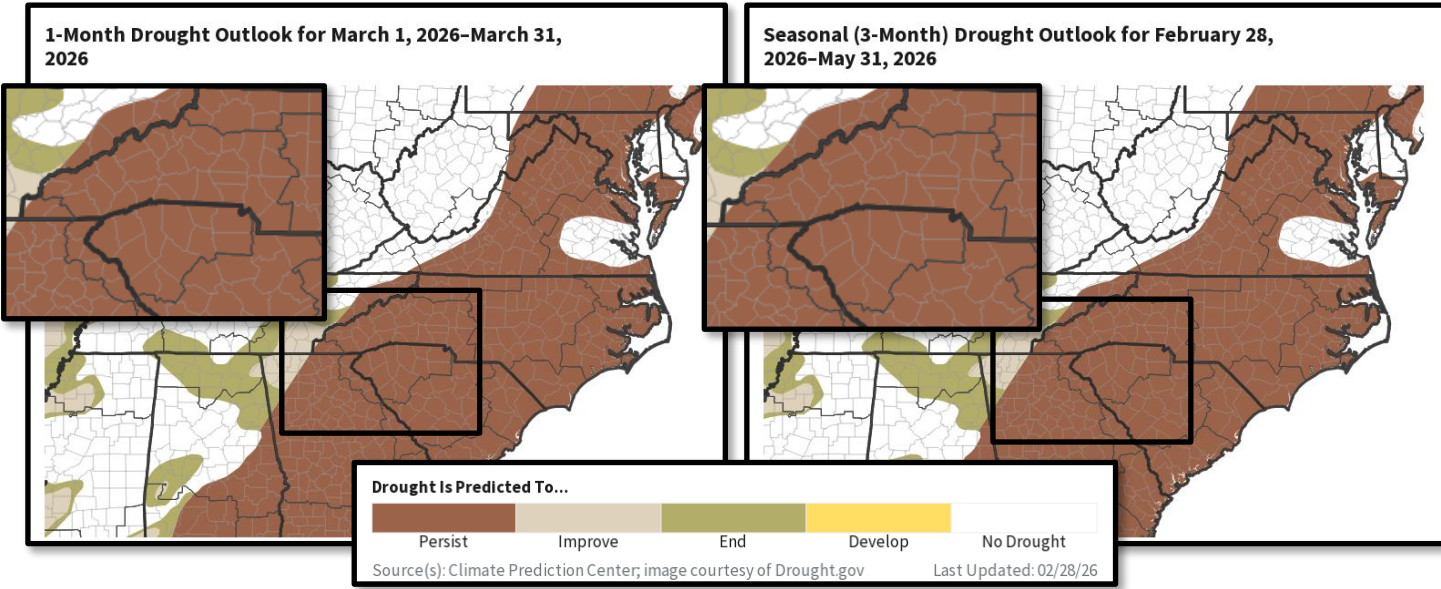 1-Month Drought Outlook for March 1, 2026–March 31,
2026
Seasonal (3-Month) Drought Outlook for February 28,
2026–May 31, 2026
Drought Is Predicted To...
Persist
Improve
End
Develop
No Drought
Source(s): Climate Prediction Center; image courtesy of Drought.gov
Last Updated: 02/28/26